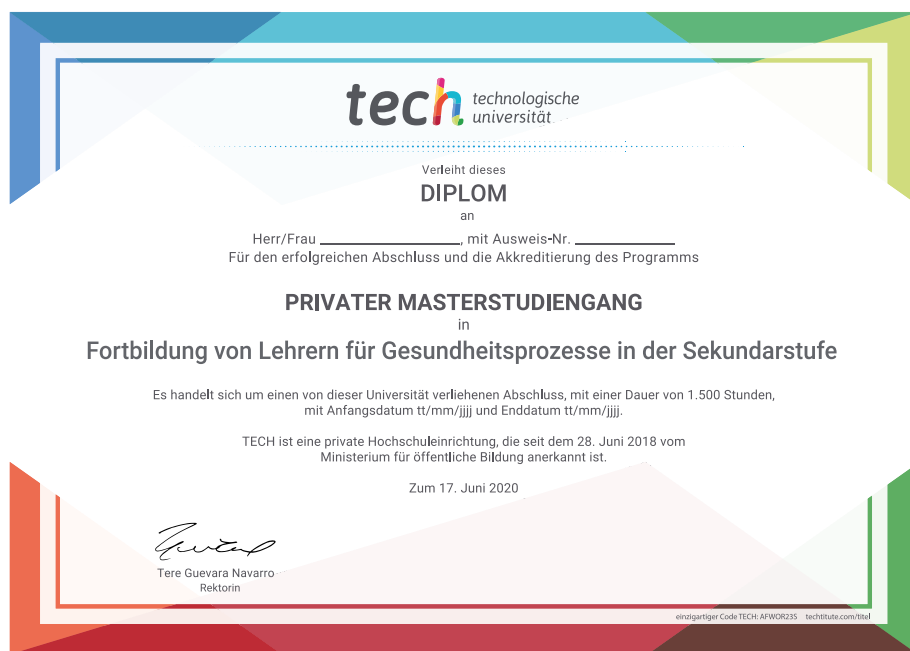 tech technologische
universität
Verleiht dieses
DIPLOM
an
Herr/Frau ____________________, mit Ausweis-Nr. __________________
Für den erfolgreichen Abschluss und die Akkreditierung des Programms
PRIVATER MASTERSTUDIENGANG
in
Fortbildung von Lehrern für Gesundheitsprozesse in der Sekundarstufe
Es handelt sich um einen von dieser Universität verliehenen Abschluss, mit einer Dauer von 1.500 Stunden,
mit Anfangsdatum tt/mm/jjjj und Enddatum tt/mm/jjjj.
TECH ist eine private Hochschuleinrichtung, die seit dem 28. Juni 2018 vom
Ministerium für öffentliche Bildung anerkannt ist.
Zum 17. Juni 2020
Tere Guevara Navarro
Rektorin
einzigartiger Code TECH: AFWOR23S techtitute.com/titel